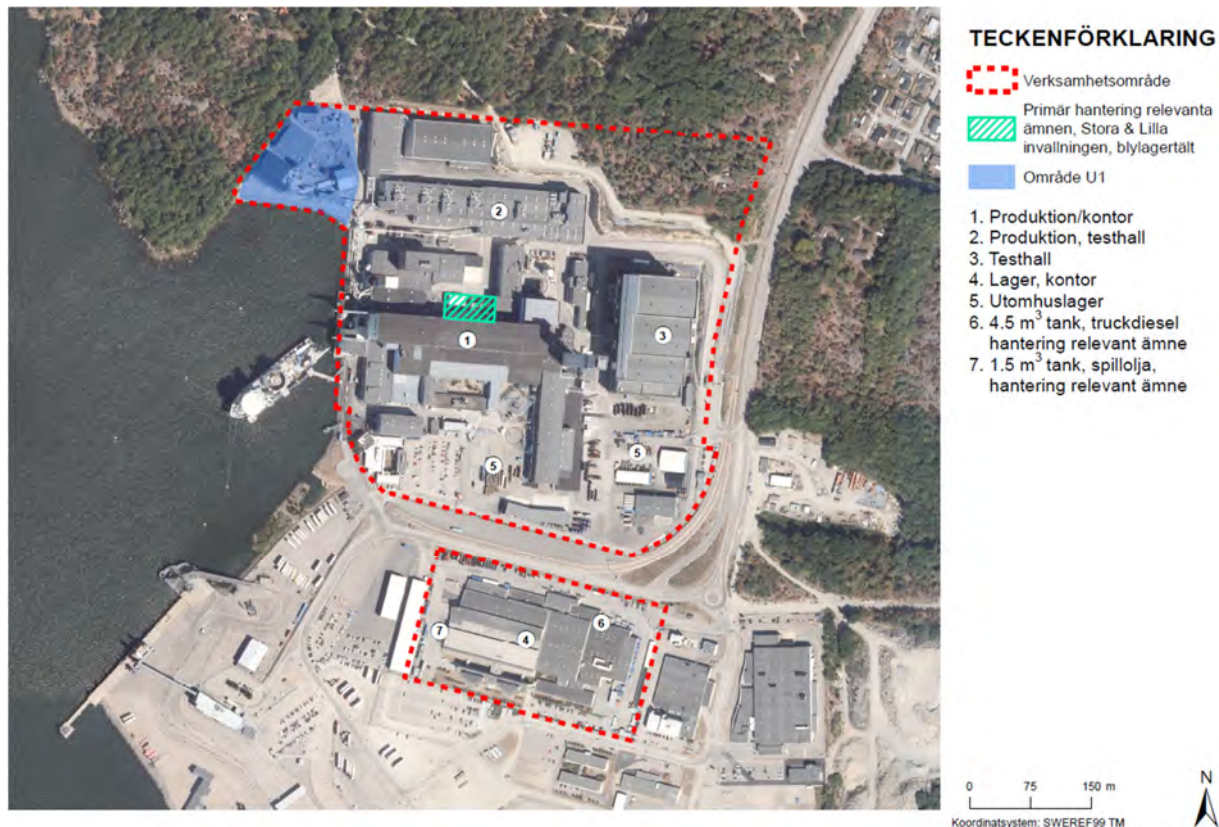 TECKENFÖRKLARING
Verksamhetsområde
Primär hantering relevanta
ämnen, Stora & Lilla
invallningen, blylagertält
Område U1
1. Produktion/kontor
2. Produktion, testhall
3. Testhall
4. Lager, kontor
5. Utomhuslager
6. 4.5 m³ tank, truckdiesel
hantering relevant ämne
7. 1.5 m³ tank, spillolja,
hantering relevant ämne
2
1
3
5
5
6
7
4
0 75 150 m
N
Koordinatsystem: SWEREF99 TM